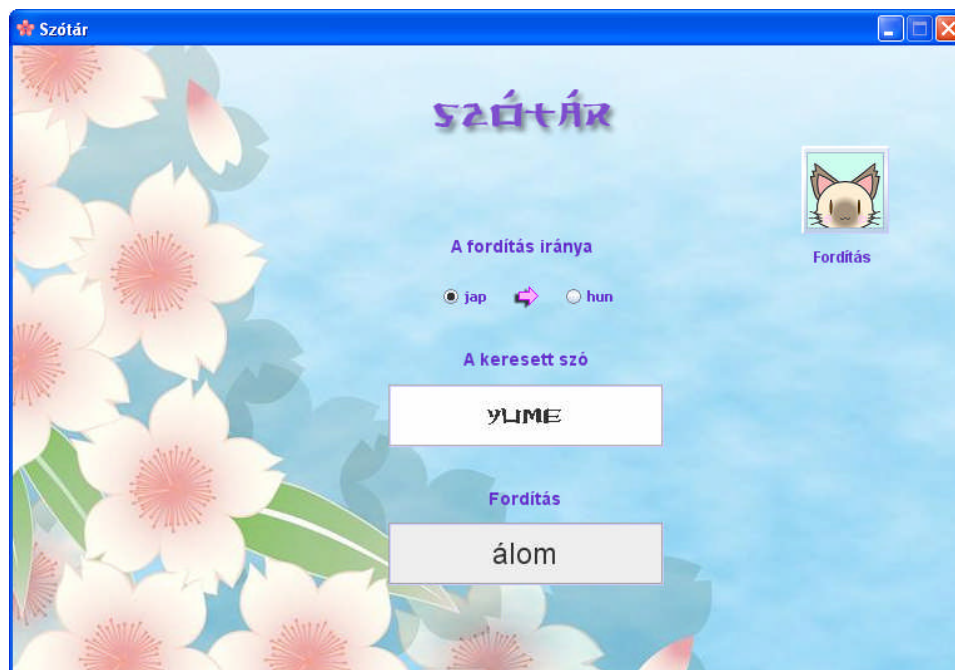 Szótár
SZÓTÁR
A fordítás iránya
Fordítás
jap hun
A keresett szó
YUME
Fordítás
álom